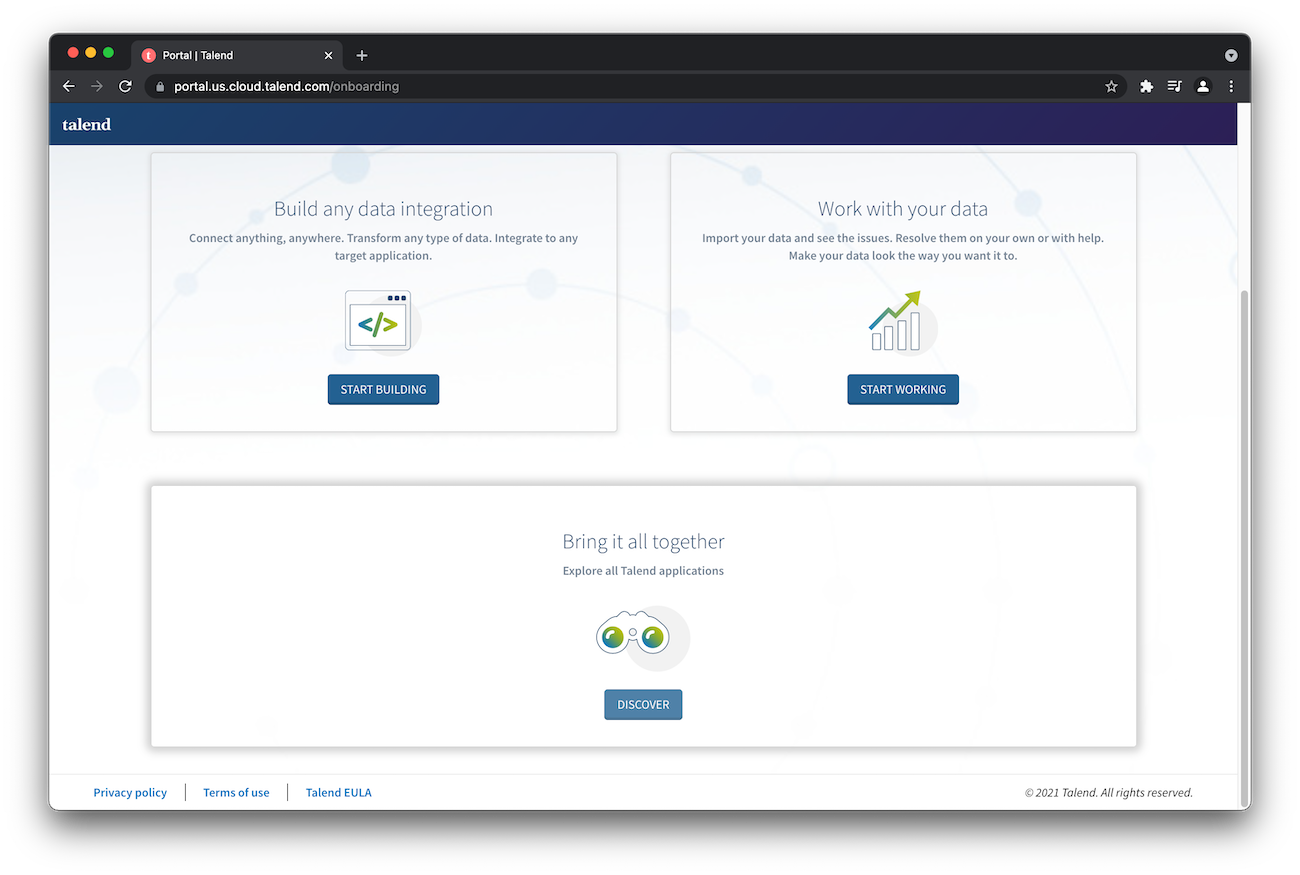 Portal | Talend
portal.us.cloud.talend.com/onboarding
talend
Build any data integration
Connect anything, anywhere. Transform any type of data. Integrate to any
target application.
</>
START BUILDING
Work with your data
Import your data and see the issues. Resolve them on your own or with help.
Make your data look the way you want it to.
START WORKING
Bring it all together
Explore all Talend applications
DISCOVER
Privacy policy
Terms of use
Talend EULA
© 2021 Talend. All rights reserved.